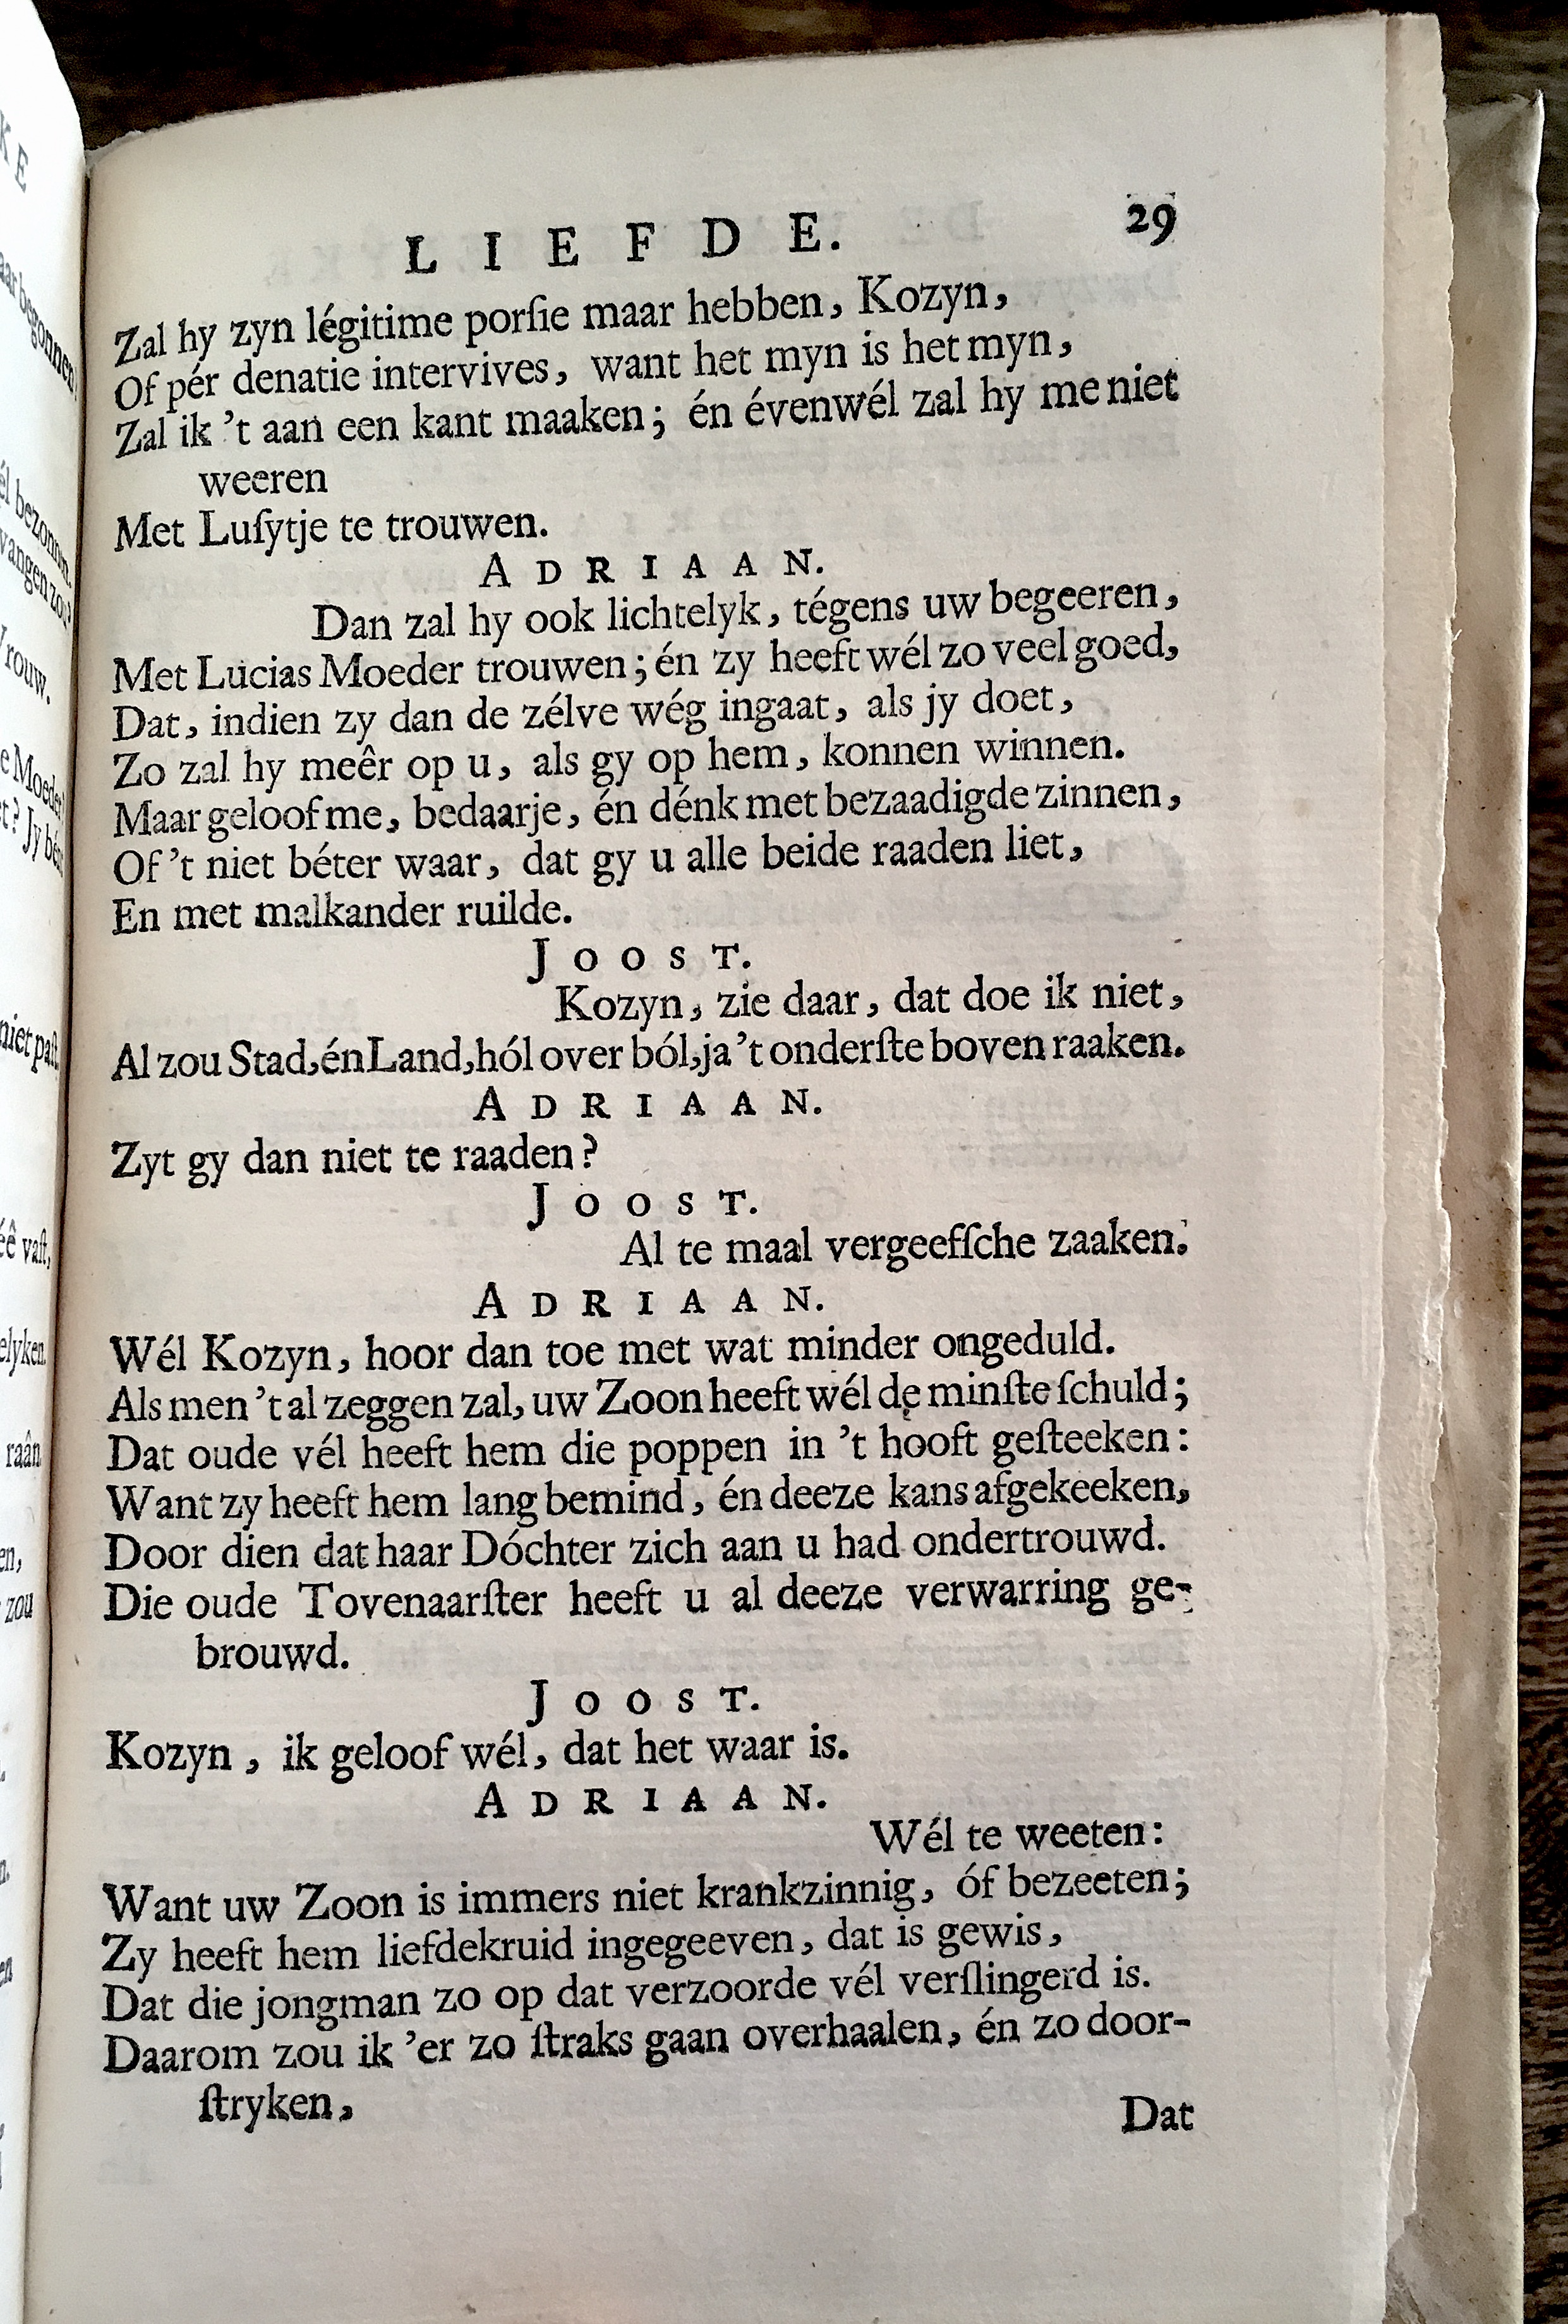 LIEFDE. 29
Zal hy zyn légitime porſie maar hebben, Kozyn,
Of pér denatie intervives, want het myn is het myn,
Zal ik 't aan een kant maaken; én évenwél zal hy me niet
weeren
Met Luſytje te trouwen.
ADRIAAN.
Dan zal hy ook lichtelyk, tégens uw begeeren,
Met Lucias Moeder trouwen; én zy heeft wél zo veel goed,
Dat, indien zy dan de zélve wég ingaat, als jy doet,
Zo zal hy meêr op u, als gy op hem, konnen winnen.
Maar geloof me, bedaarje, én dénk met bezaadigde zinnen,
Of 't niet béter waar, dat gy u alle beide raaden liet,
En met malkander ruilde.
JOOST.
Kozyn, zie daar, dat doe ik niet,
Al zou Stad, én Land, hól over ból, ja 't onderſte boven raaken.
ADRIAAN.
Zyt gy dan niet te raaden?
JOOST.
Al te maal vergeefſche zaaken.
ADRIAAN.
Wél Kozyn, hoor dan toe met wat minder ongeduld.
Als men 't al zeggen zal, uw Zoon heeft wél de minſte ſchuld;
Dat oude vél heeft hem die poppen in 't hooft geſteeken:
Want zy heeft hem lang bemind, én deeze kans afgekeeken,
Door dien dat haar Dóchter zich aan u had ondertrouwd.
Die oude Tovenaarſter heeft u al deeze verwarring ge-
brouwd.
JOOST.
Kozyn, ik geloof wél, dat het waar is.
ADRIAAN.
Wél te weeten:
Want uw Zoon is immers niet krankzinnig, óf bezeeten;
Zy heeft hem liefdekruid ingegeeven, dat is gewis,
Dat die jongman zo op dat verzoorde vél verſlingerd is.
Daarom zou ik 'er zo ſtraks gaan overhaalen, én zo door-
ſtryken,
Dat